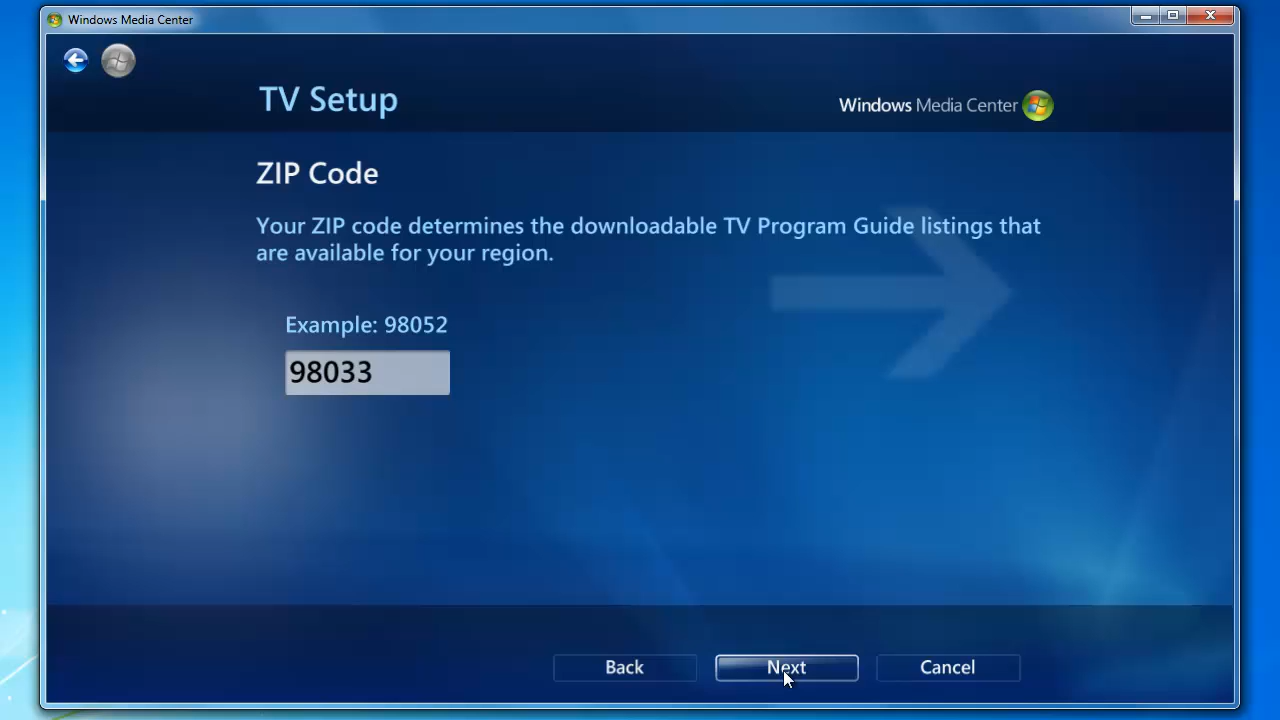 Windows Media Center
TV Setup
Windows Media Center
ZIP Code
Your ZIP code determines the downloadable TV Program Guide listings that
are available for your region.
Example: 98052
98033
Back Next Cancel